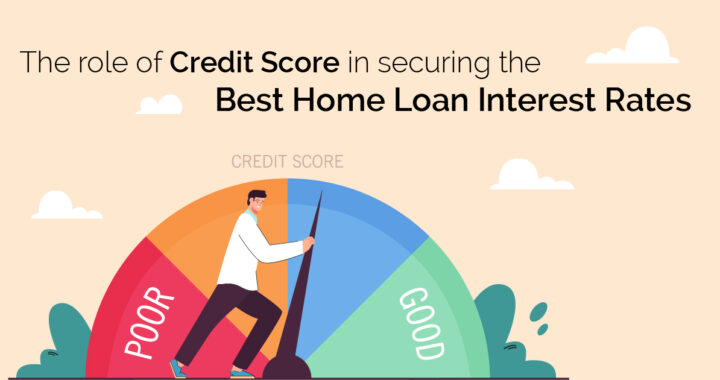 The role of Credit Score in securing the
Best Home Loan Interest Rates
CREDIT SCORE
POOR
GOOD